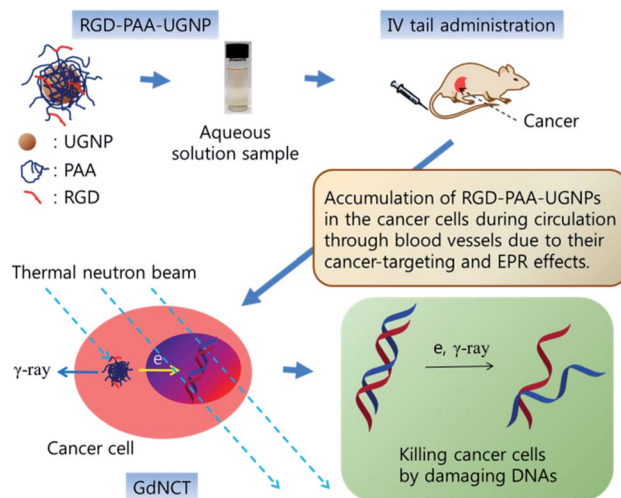 RGD-PAA-UGNP
IV tail administration
: UGNP
: PAA
: RGD
Aqueous
solution sample
Cancer
Accumulation of RGD-PAA-UGNPs
in the cancer cells during circulation
through blood vessels due to their
cancer-targeting and EPR effects.
Thermal neutron beam
γ-ray
e
Cancer cell
GdNCT
e, γ-ray
Killing cancer cells
by damaging DNAs